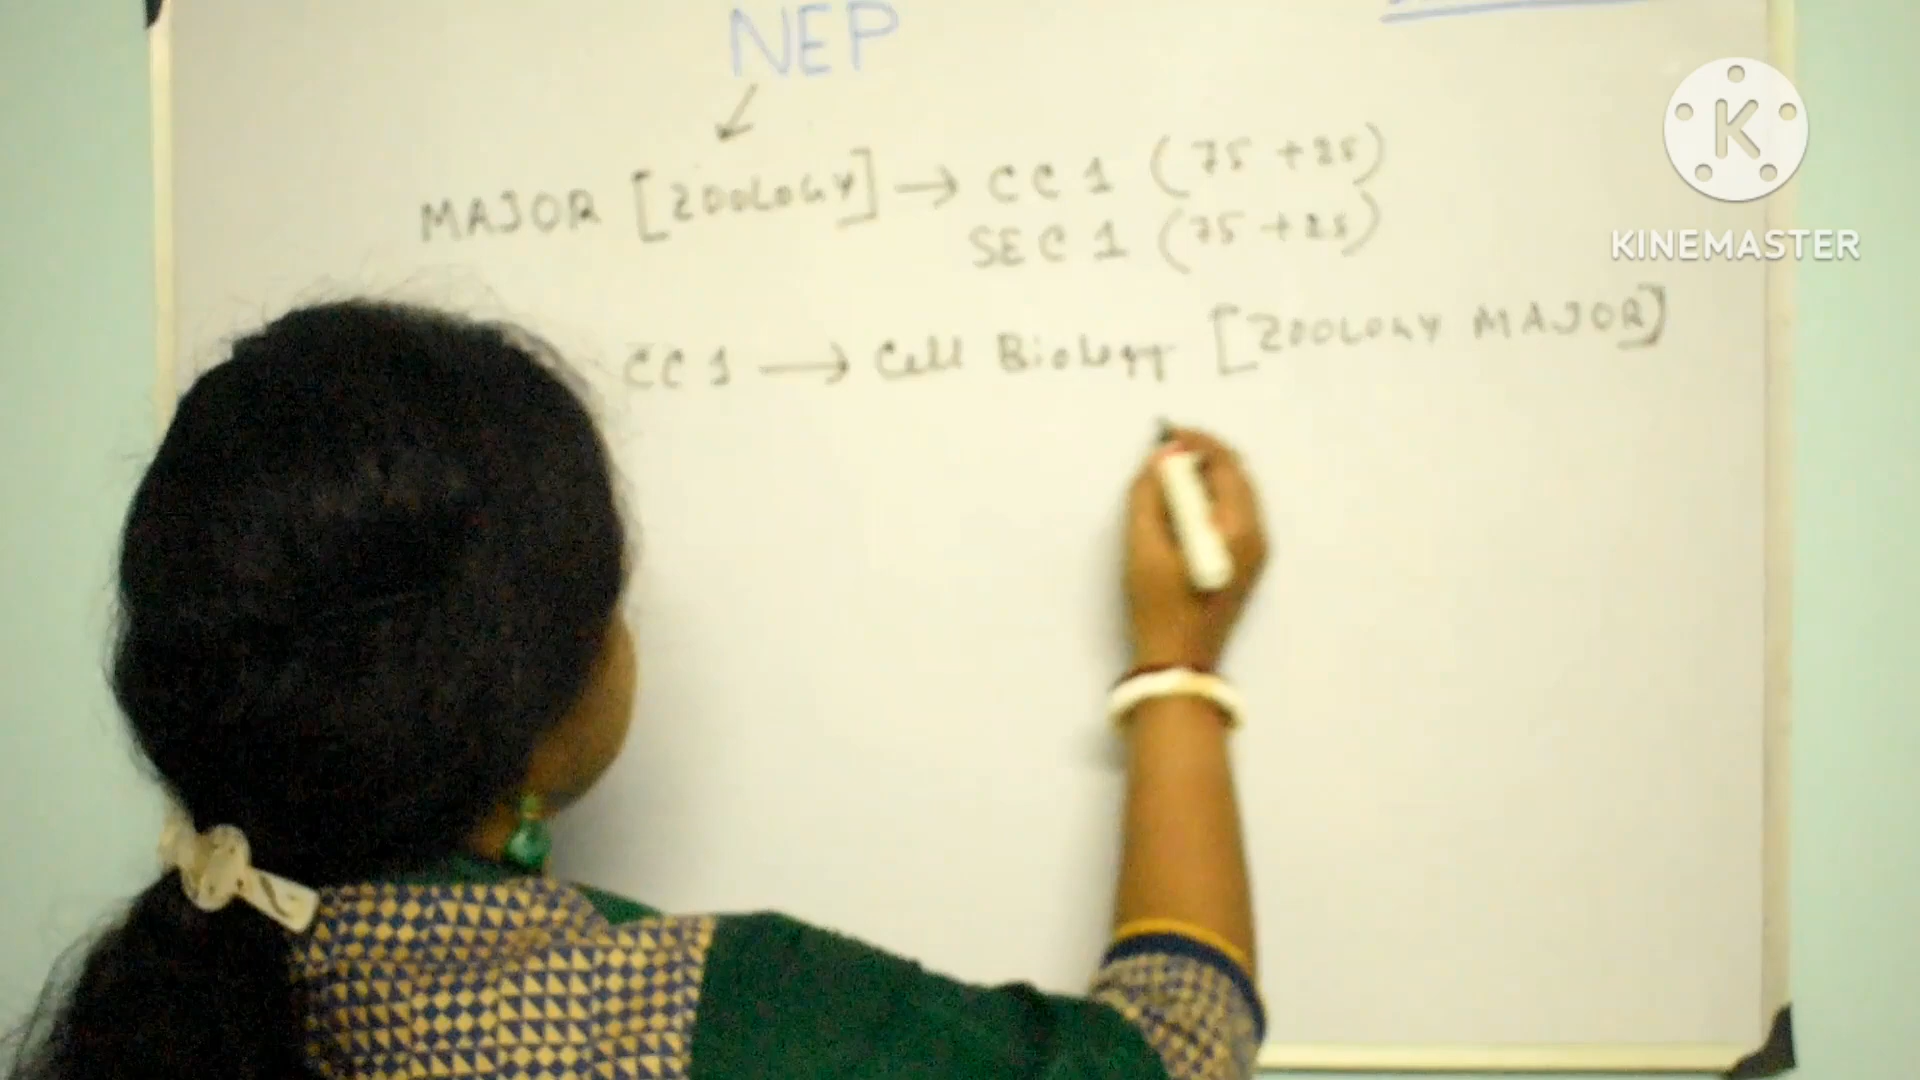 NEP
MAJOR [ZOOLOGY] → CC 1 (75 + 25)
SEC 1 (75 + 25)
CC 1 → Cell Biology [ZOOLOGY MAJOR]
K
KINEMASTER